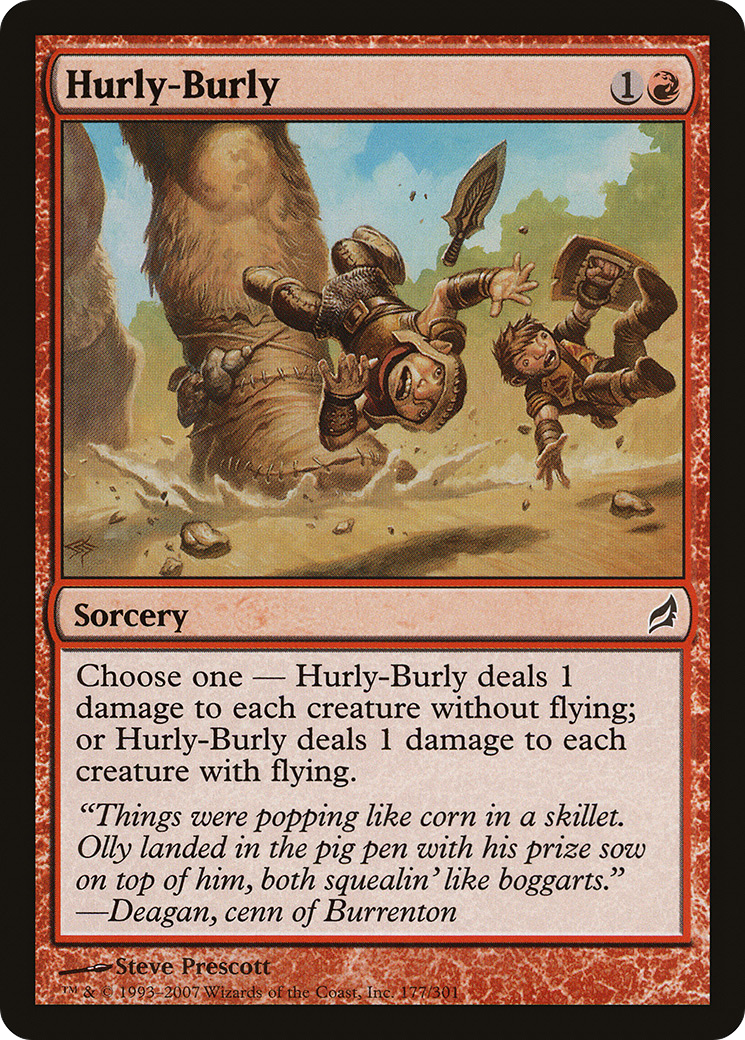 Hurly-Burly 1
Sorcery
Choose one — Hurly-Burly deals 1
damage to each creature without flying;
or Hurly-Burly deals 1 damage to each
creature with flying.
“Things were popping like corn in a skillet.
Olly landed in the pig pen with his prize sow
on top of him, both squealin’ like boggarts.”
—Deagan, cenn of Burrenton
Steve Prescott
™ & © 1993–2007 Wizards of the Coast, Inc. 177/301